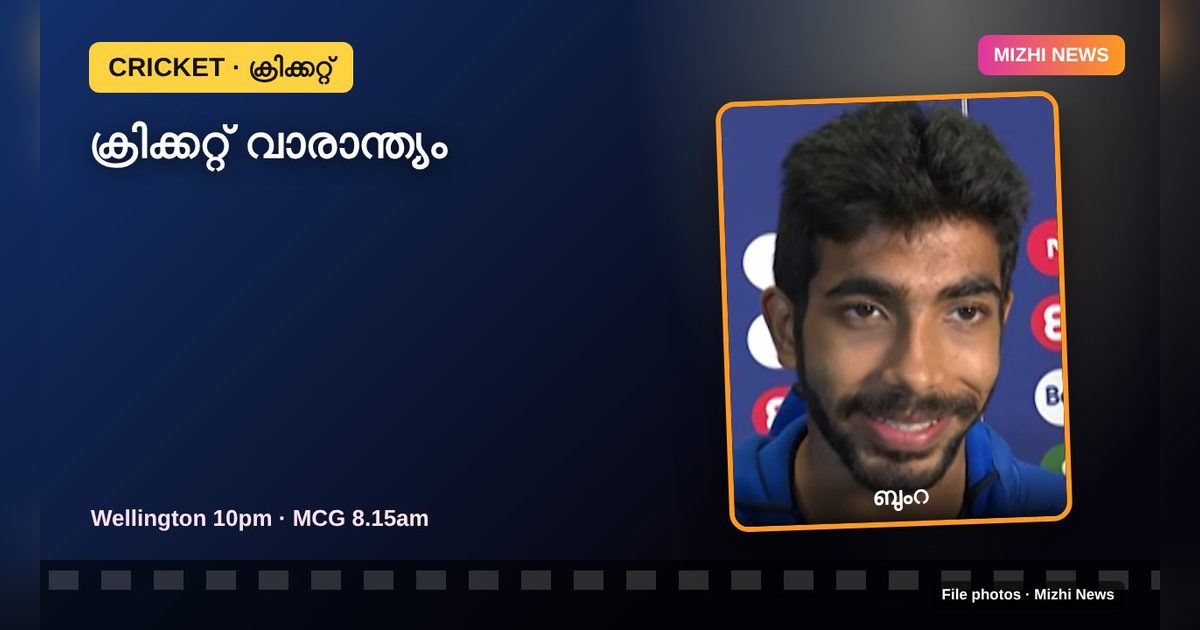 CRICKET · ക്രിക്കറ്റ്
MIZHI NEWS
ക്രിക്കറ്റ് വാരാന്ത്യം
ബുംറ
Wellington 10pm · MCG 8.15am
File photos · Mizhi News